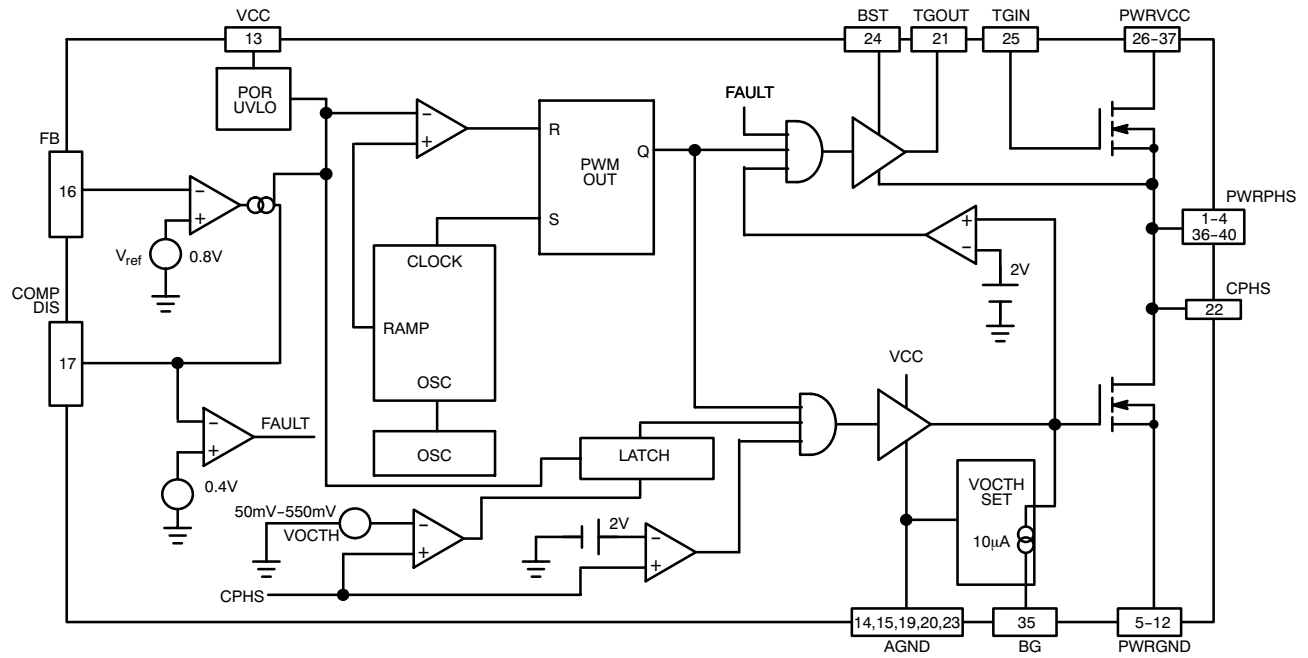 VCC
13
BST
24
TGOUT
21
TGIN
25
PWRVCC
26-37
POR
UVLO
FAULT
FB
16
−
+
R
PWM
OUT
Q
S
−
+
Vref
0.8V
CLOCK
RAMP
OSC
+
−
2V
PWRPHS
1-4
36-40
CPHS
22
COMP
DIS
17
VCC
−
+
FAULT
0.4V
OSC
LATCH
VOCTH
SET
10µA
50mV-550mV
VOCTH
−
+
2V
−
+
CPHS
14,15,19,20,23
AGND
35
BG
5-12
PWRGND